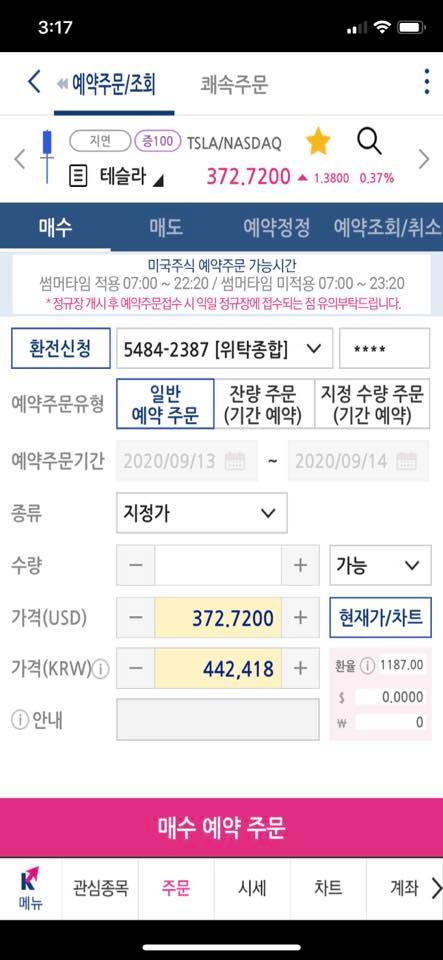 3:17
예약주문/조회 쾌속주문
지면 증100 TSLA/NASDAQ
테슬라 372.7200 ▲ 1.3800 0.37%
매수 매도 예약정정 예약조회/취소
미국주식 예약주문 가능시간
썸머타임 적용 07:00 ~ 22:20 / 썸머타임 미적용 07:00 ~ 23:20
* 정규장 개시 후 예약주문접수 시 익일 정규장에 접수되는 점 유의부탁드립니다.
환전신청 5484-2387 [위탁종합] ****
예약주문유형 일반 예약 주문 잔량 주문 (기간 예약) 지정 수량 주문 (기간 예약)
예약주문기간 2020/09/13 ~ 2020/09/14
종류 지정가
수량 － ＋ 가능
가격(USD) － 372.7200 ＋ 현재가/차트
가격(KRW) ⓘ － 442,418 ＋ 환율 ⓘ 1187.00
$ 0.0000
ⓘ 안내 ₩ 0
매수 예약 주문
메뉴 관심종목 주문 시세 차트 계좌